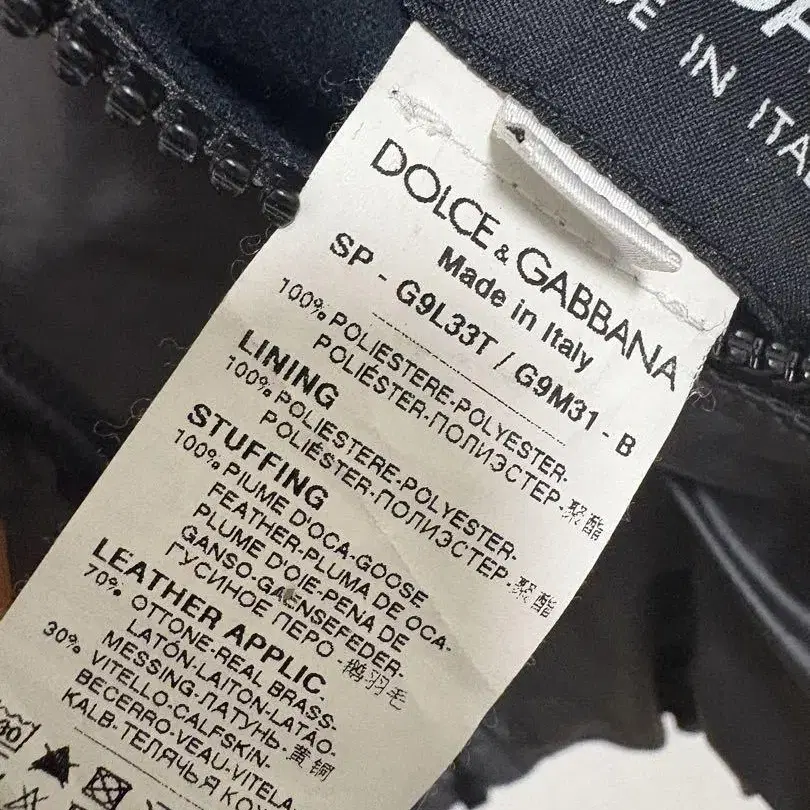 MADE IN ITALY
DOLCE & GABBANA
Made in Italy
SP - G9L33T / G9M31 - B
100% POLIESTERE-POLYESTER-
POLIÉSTER-ПОЛИЭСТЕР-聚酯
LINING
100% POLIESTERE-POLYESTER-
POLIÉSTER-ПОЛИЭСТЕР-聚酯
STUFFING
100% PIUME D'OCA-GOOSE
FEATHER-PLUMA DE OCA-
PLUME D'OIE-PENA DE
GANSO-GAENSEFEDER-
ГУСИНОЕ ПЕРО -鹅羽毛
LEATHER APPLIC.
70% OTTONE-REAL BRASS-
LATÓN-LAITON-LATÃO-
MESSING-ЛАТУНЬ-黄铜
30% VITELLO-CALFSKIN-
BECERRO-VEAU-VITELA-
KALB-ТЕЛЯЧЬЯ